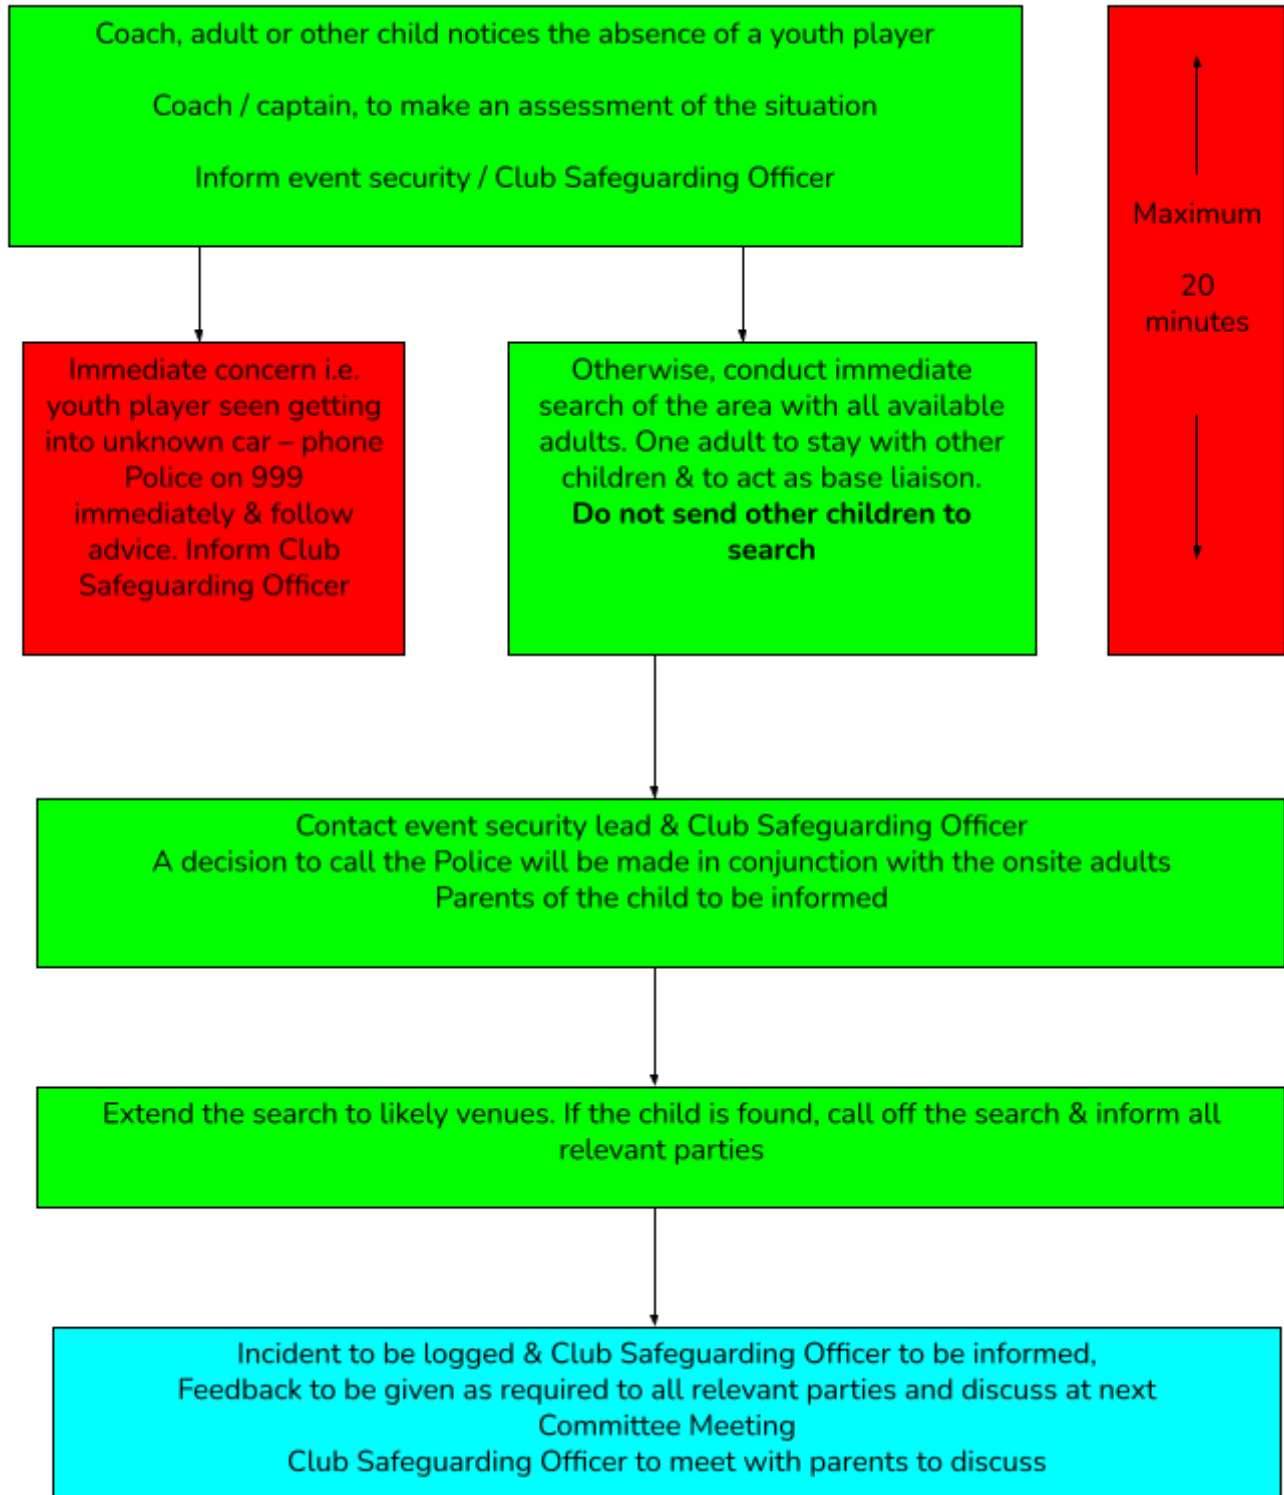 Coach, adult or other child notices the absence of a youth player
Coach / captain, to make an assessment of the situation
Inform event security / Club Safeguarding Officer
Maximum
20
minutes
Immediate concern i.e.
youth player seen getting
into unknown car – phone
Police on 999
immediately & follow
advice. Inform Club
Safeguarding Officer
Otherwise, conduct immediate
search of the area with all available
adults. One adult to stay with other
children & to act as base liaison.
Do not send other children to
search
Contact event security lead & Club Safeguarding Officer
A decision to call the Police will be made in conjunction with the onsite adults
Parents of the child to be informed
Extend the search to likely venues. If the child is found, call off the search & inform all
relevant parties
Incident to be logged & Club Safeguarding Officer to be informed,
Feedback to be given as required to all relevant parties and discuss at next
Committee Meeting
Club Safeguarding Officer to meet with parents to discuss